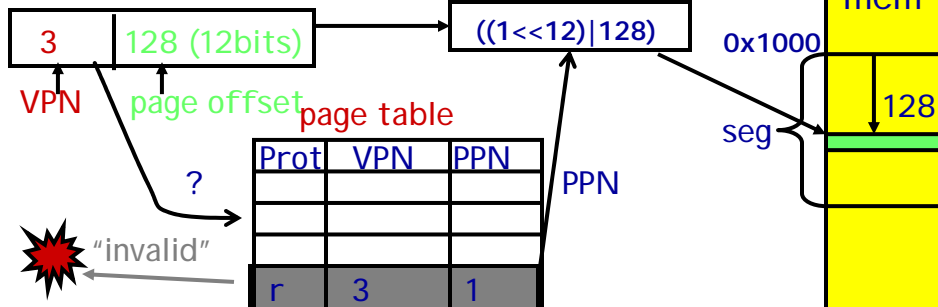 mem
3 128 (12bits)
((1<<12)|128)
0x1000
VPN
page offset
page table
128
seg
Prot VPN PPN
?
PPN
"invalid"
r 3 1